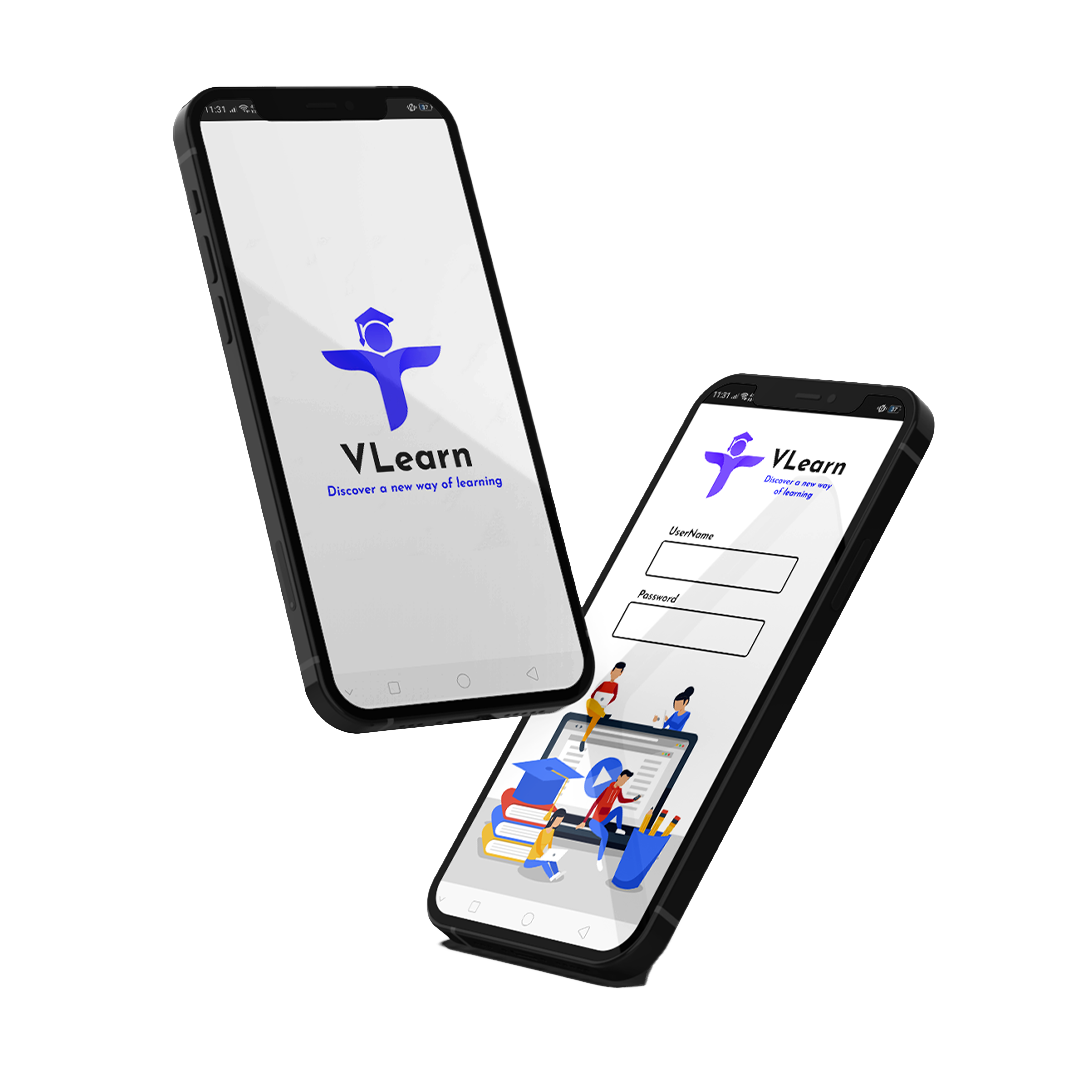 11:31
37
VLearn
Discover a new way of learning
11:31
37
VLearn
Discover a new way
of learning
UserName
Password